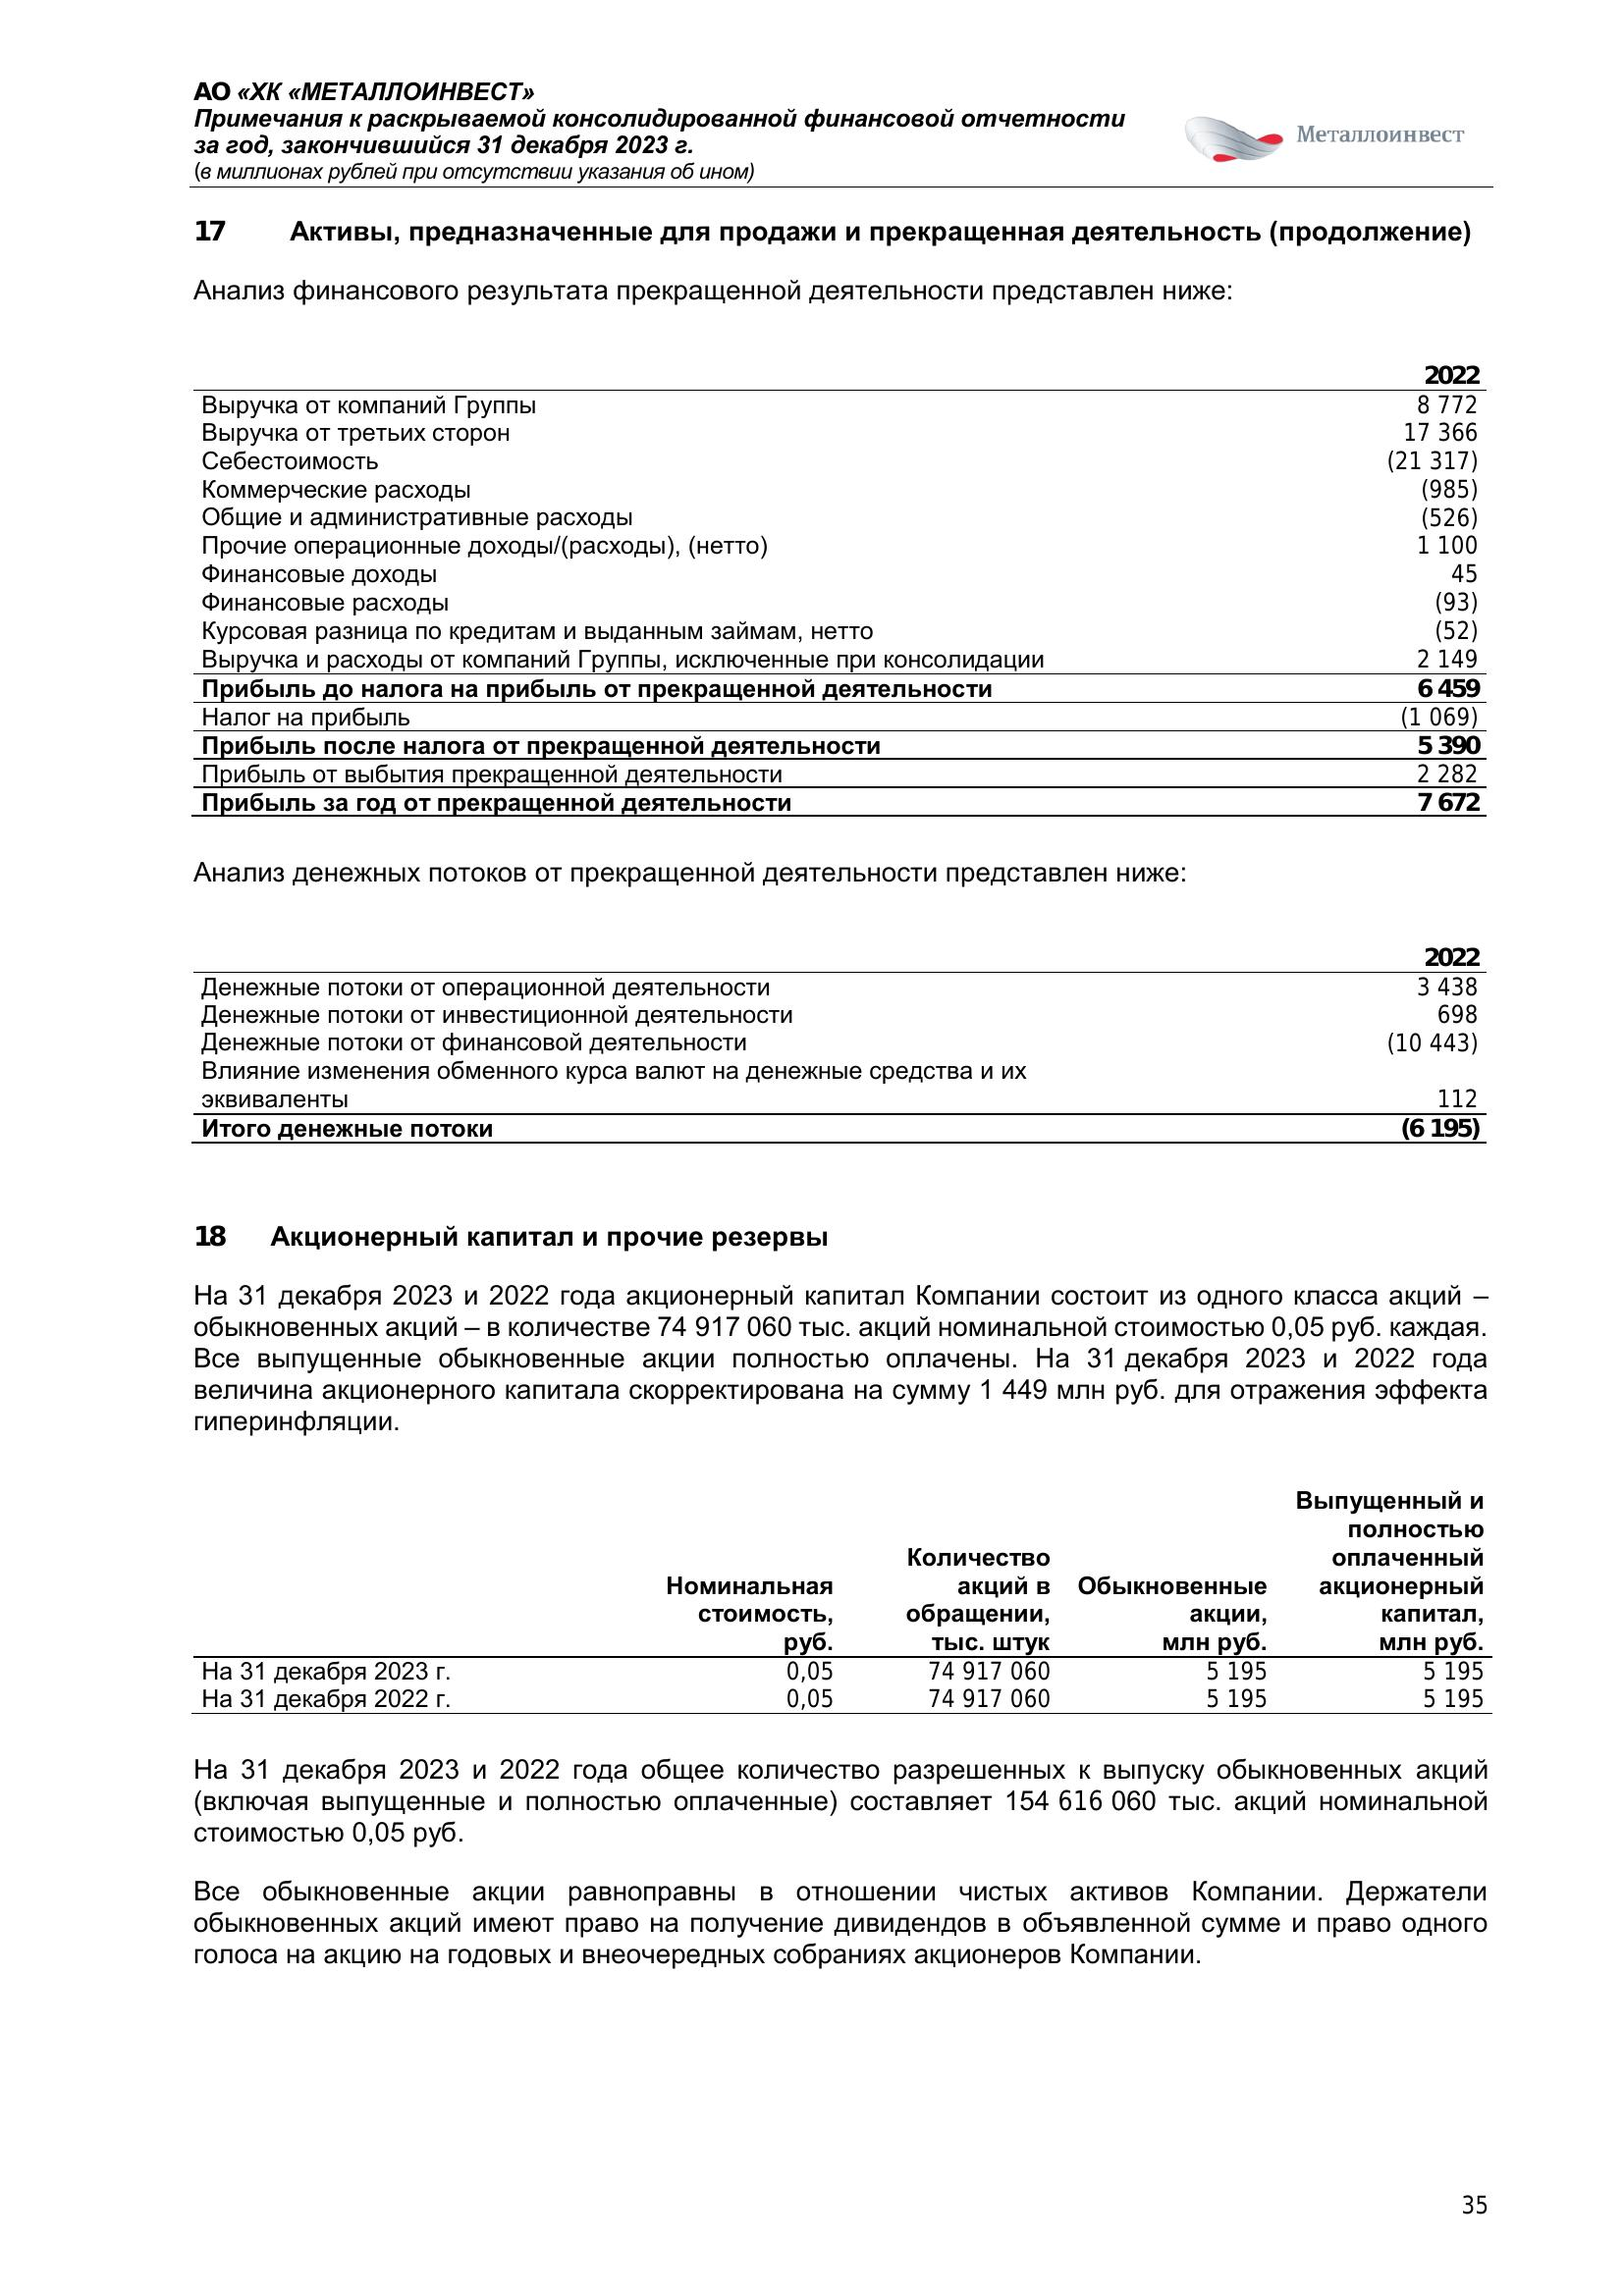 АО «ХК «МЕТАЛЛОИНВЕСТ»
Примечания к раскрываемой консолидированной финансовой отчетности
за год, закончившийся 31 декабря 2023 г.
(в миллионах рублей при отсутствии указания об ином)
Металлоинвест
17 Активы, предназначенные для продажи и прекращенная деятельность (продолжение)
Анализ финансового результата прекращенной деятельности представлен ниже:
2022
Выручка от компаний Группы 8 772
Выручка от третьих сторон 17 366
Себестоимость (21 317)
Коммерческие расходы (985)
Общие и административные расходы (526)
Прочие операционные доходы/(расходы), (нетто) 1 100
Финансовые доходы 45
Финансовые расходы (93)
Курсовая разница по кредитам и выданным займам, нетто (52)
Выручка и расходы от компаний Группы, исключенные при консолидации 2 149
Прибыль до налога на прибыль от прекращенной деятельности 6 459
Налог на прибыль (1 069)
Прибыль после налога от прекращенной деятельности 5 390
Прибыль от выбытия прекращенной деятельности 2 282
Прибыль за год от прекращенной деятельности 7 672
Анализ денежных потоков от прекращенной деятельности представлен ниже:
2022
Денежные потоки от операционной деятельности 3 438
Денежные потоки от инвестиционной деятельности 698
Денежные потоки от финансовой деятельности (10 443)
Влияние изменения обменного курса валют на денежные средства и их
эквиваленты 112
Итого денежные потоки (6 195)
18 Акционерный капитал и прочие резервы
На 31 декабря 2023 и 2022 года акционерный капитал Компании состоит из одного класса акций –
обыкновенных акций – в количестве 74 917 060 тыс. акций номинальной стоимостью 0,05 руб. каждая.
Все выпущенные обыкновенные акции полностью оплачены. На 31 декабря 2023 и 2022 года
величина акционерного капитала скорректирована на сумму 1 449 млн руб. для отражения эффекта
гиперинфляции.
Выпущенный и
полностью
Количество оплаченный
Номинальная акций в Обыкновенные акционерный
стоимость, обращении, акции, капитал,
руб. тыс. штук млн руб. млн руб.
На 31 декабря 2023 г. 0,05 74 917 060 5 195 5 195
На 31 декабря 2022 г. 0,05 74 917 060 5 195 5 195
На 31 декабря 2023 и 2022 года общее количество разрешенных к выпуску обыкновенных акций
(включая выпущенные и полностью оплаченные) составляет 154 616 060 тыс. акций номинальной
стоимостью 0,05 руб.
Все обыкновенные акции равноправны в отношении чистых активов Компании. Держатели
обыкновенных акций имеют право на получение дивидендов в объявленной сумме и право одного
голоса на акцию на годовых и внеочередных собраниях акционеров Компании.
35